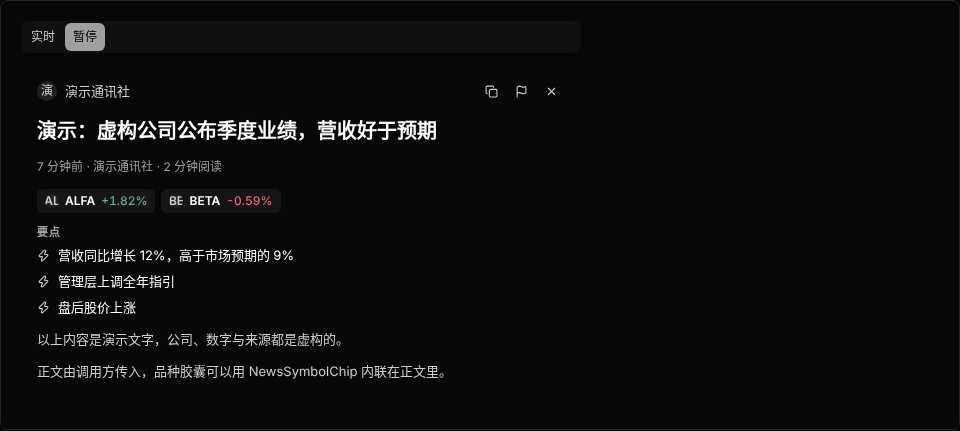 实时 暂停
演 演示通讯社
演示：虚构公司公布季度业绩，营收好于预期
7 分钟前 · 演示通讯社 · 2 分钟阅读
AL ALFA +1.82% BE BETA -0.59%
要点
营收同比增长 12%，高于市场预期的 9%
管理层上调全年指引
盘后股价上涨
以上内容是演示文字，公司、数字与来源都是虚构的。
正文由调用方传入，品种胶囊可以用 NewsSymbolChip 内联在正文里。